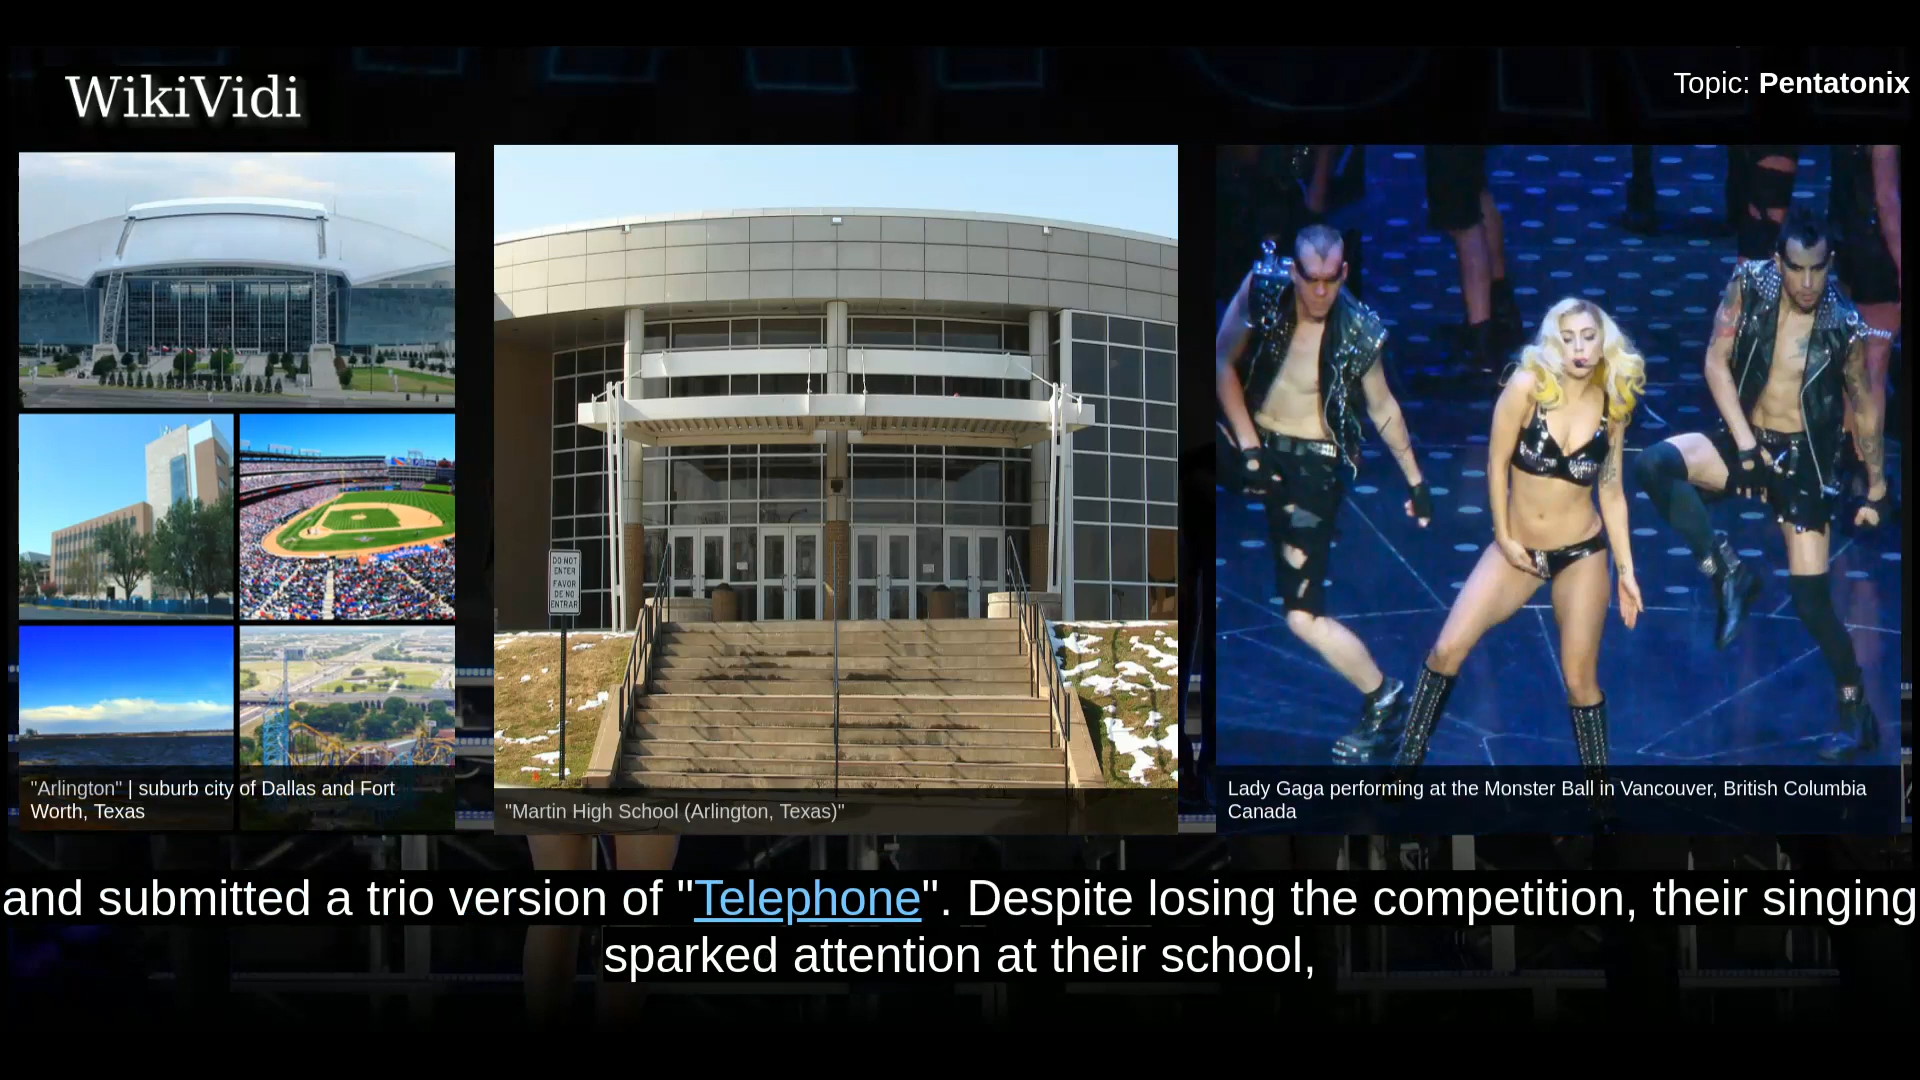 WikiVidi
Topic: Pentatonix
DO NOT
ENTER
FAVOR
DE NO
ENTRAR
"Arlington" | suburb city of Dallas and Fort
Worth, Texas
"Martin High School (Arlington, Texas)"
Lady Gaga performing at the Monster Ball in Vancouver, British Columbia
Canada
and submitted a trio version of "Telephone". Despite losing the competition, their singing
sparked attention at their school,